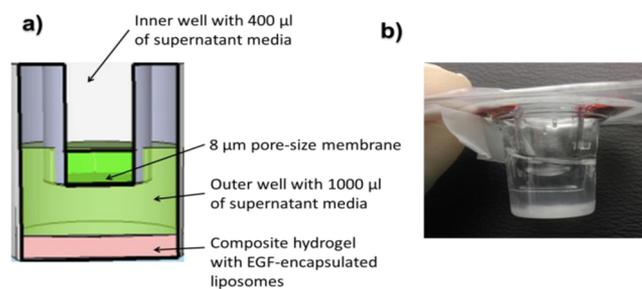 a)
Inner well with 400 µl
of supernatant media
8 µm pore-size membrane
Outer well with 1000 µl
of supernatant media
Composite hydrogel
with EGF-encapsulated
liposomes
b)